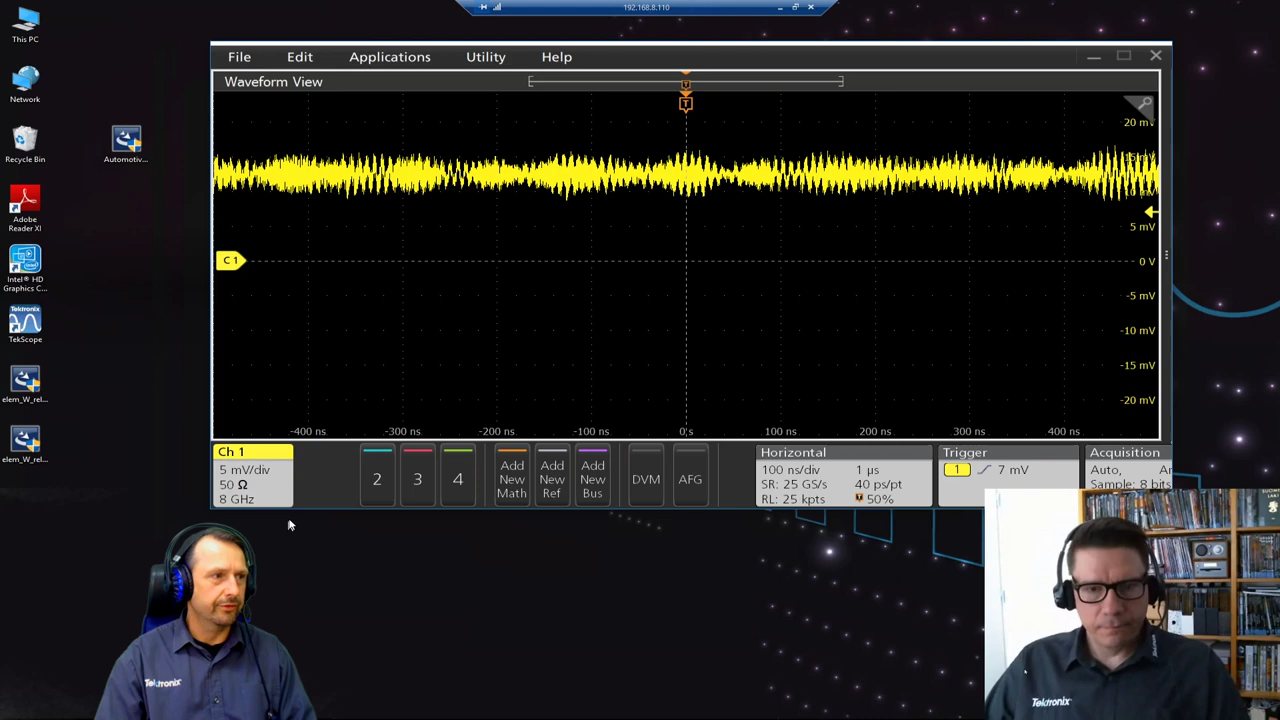 192.168.8.110
This PC
Network
Recycle Bin
Automotiv...
Adobe
Reader XI
Intel® HD
Graphics C...
Tektronix
TekScope
elem_W_rel...
elem_W_rel...
File Edit Applications Utility Help
Waveform View
T
T
20 mV
5 mV
C 1
0 V
-5 mV
-10 mV
-15 mV
-20 mV
-400 ns -300 ns -200 ns -100 ns 0 s 100 ns 200 ns 300 ns 400 ns
Ch 1
5 mV/div
50 Ω
8 GHz
2
3
4
Add
New
Math
Add
New
Ref
Add
New
Bus
DVM
AFG
Horizontal
100 ns/div 1 µs
SR: 25 GS/s 40 ps/pt
RL: 25 kpts 50%
Trigger
1 7 mV
Acquisition
Auto, An
Sample: 8 bits
Tektronix
Tektronix